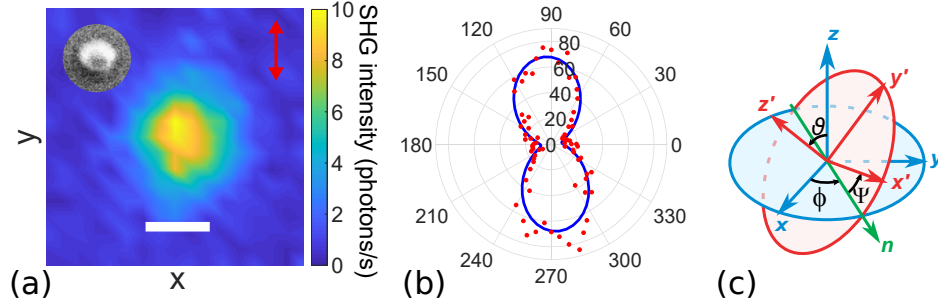 10
8
6
4
2
0
SHG intensity (photons/s)
y
x
(a)
90
120
60
80
60
40
20
0
150
30
180
0
210
330
240
300
270
(b)
z
y'
z'
ϑ
y
x'
x
ϕ
Ψ
n
(c)